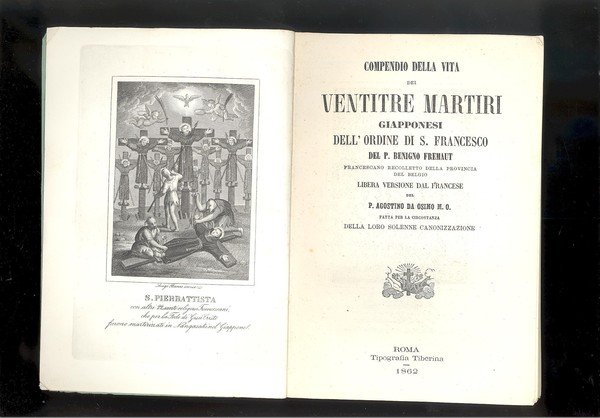 S. PIERBATTISTA
con altri 22 santi religiosi Francescani
che per la Fede di Gesù Cristo
furono martirizzati in Nangasachi nel Giappone.
COMPENDIO DELLA VITA
DEI
VENTITRE MARTIRI
GIAPPONESI
DELL' ORDINE DI S. FRANCESCO
DEL P. BENIGNO FREMAUT
FRANCESCANO RECOLLETTO DELLA PROVINCIA
DEL BELGIO
LIBERA VERSIONE DAL FRANCESE
DEL
P. AGOSTINO DA OSIMO M. O.
FATTA PER LA CIRCOSTANZA
DELLA LORO SOLENNE CANONIZZAZIONE
ROMA
Tipografia Tiberina
1862